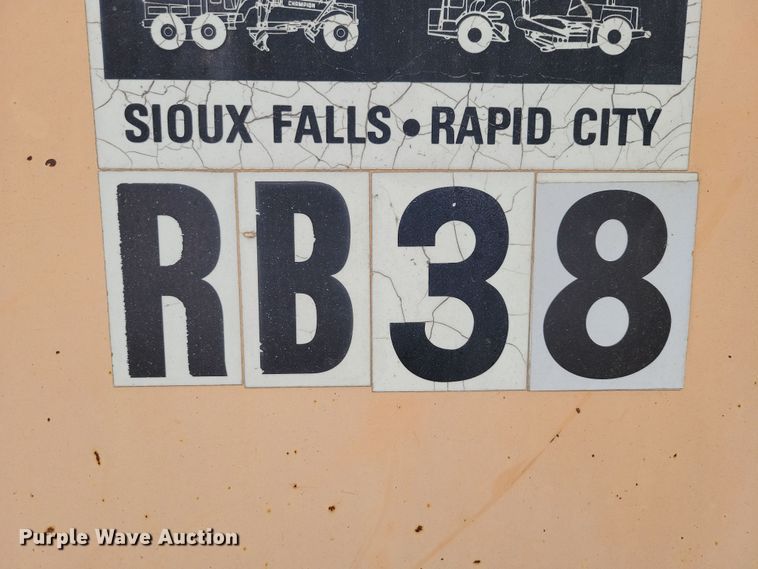 CHAMPION
SIOUX FALLS • RAPID CITY
RB38
Purple Wave Auction